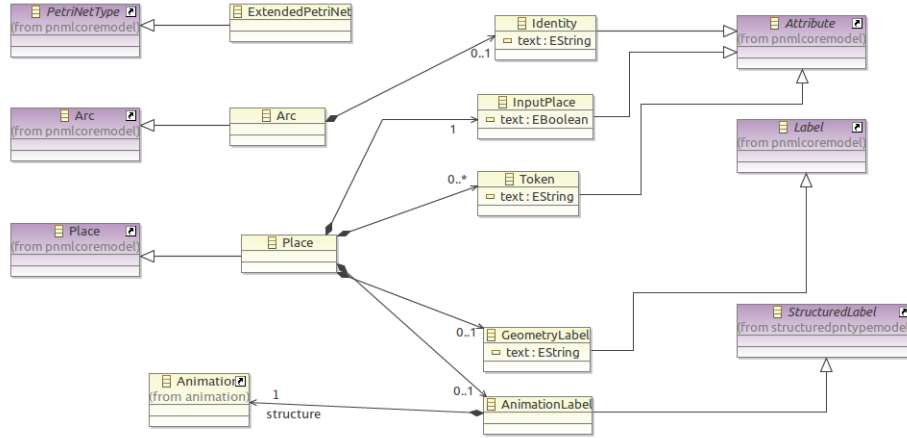 PetriNetType
(from pnmlcoremodel)
ExtendedPetriNet
Identity
text : EString
0..1
Attribute
(from pnmlcoremodel)
Arc
(from pnmlcoremodel)
Arc
InputPlace
text : EBoolean
1
Label
(from pnmlcoremodel)
Token
text : EString
0..*
Place
(from pnmlcoremodel)
Place
GeometryLabel
text : EString
0..1
StructuredLabel
(from structuredpntypemodel)
Animation
(from animation)
1
structure
0..1
AnimationLabel